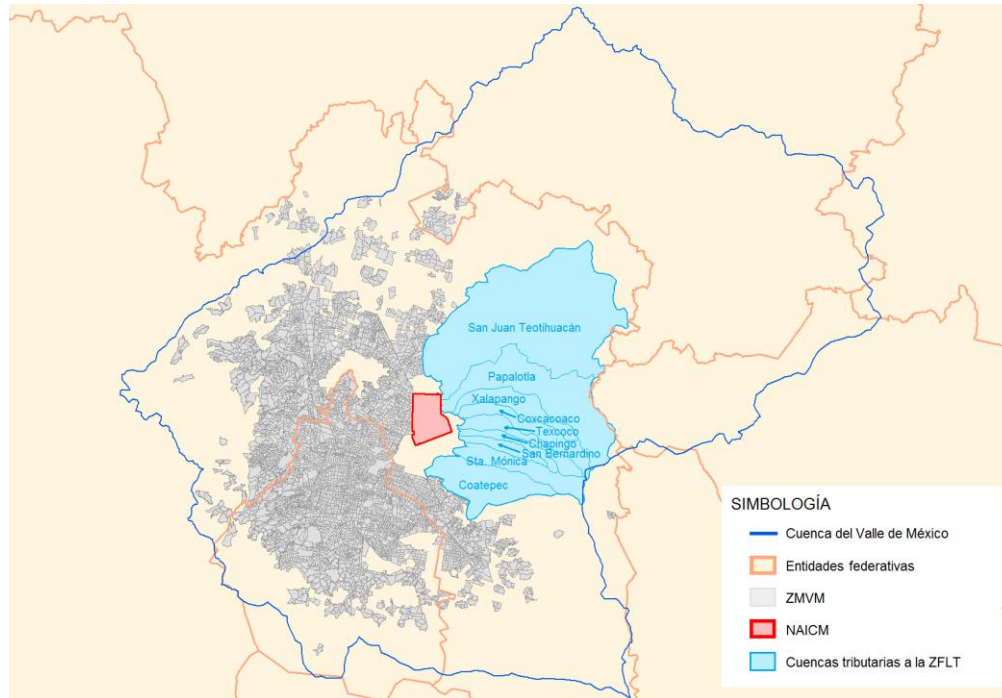 San Juan Teotihuacán
Papalotla
Xalapango
Coxcacoaco
Texcoco
Chapingo
San Bernardino
Sta. Mónica
Coatepec
SIMBOLOGÍA
Cuenca del Valle de México
Entidades federativas
ZMVM
NAICM
Cuencas tributarias a la ZFLT